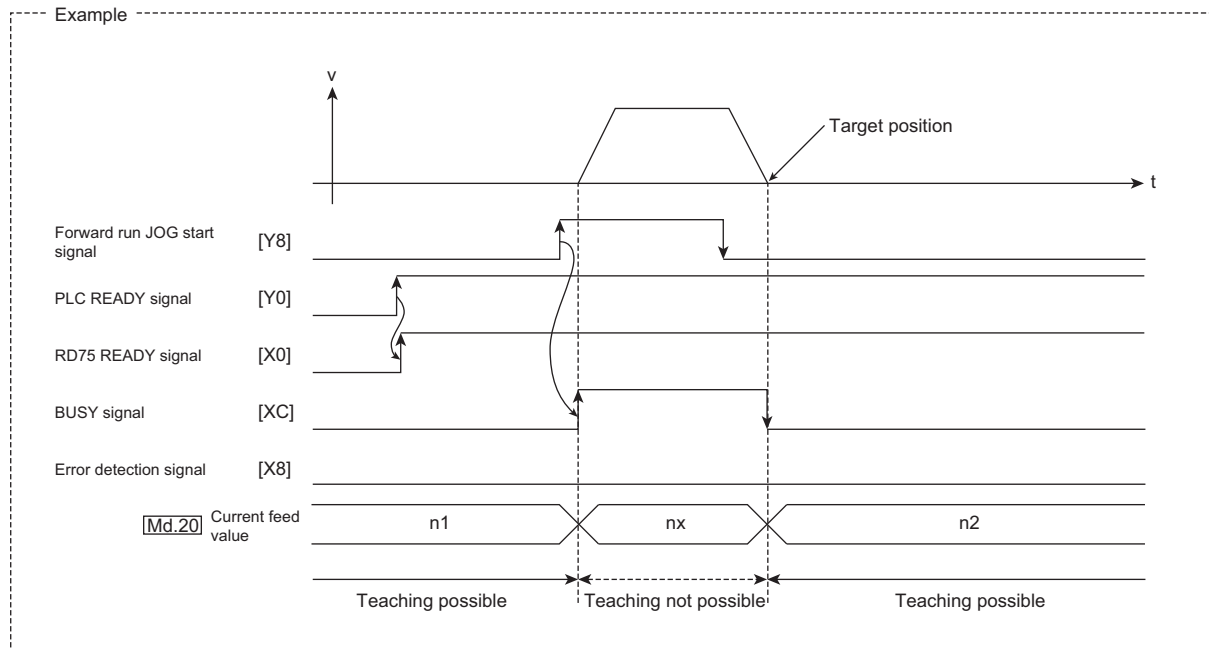 Example
v
Target position
t
Forward run JOG start
signal
[Y8]
PLC READY signal [Y0]
RD75 READY signal [X0]
BUSY signal [XC]
Error detection signal [X8]
Md.20 Current feed
value
n1 nx n2
Teaching possible Teaching not possible Teaching possible